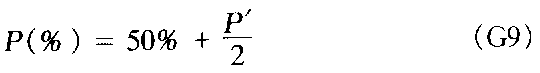 P(%) = 50% + P′/2 (G9)